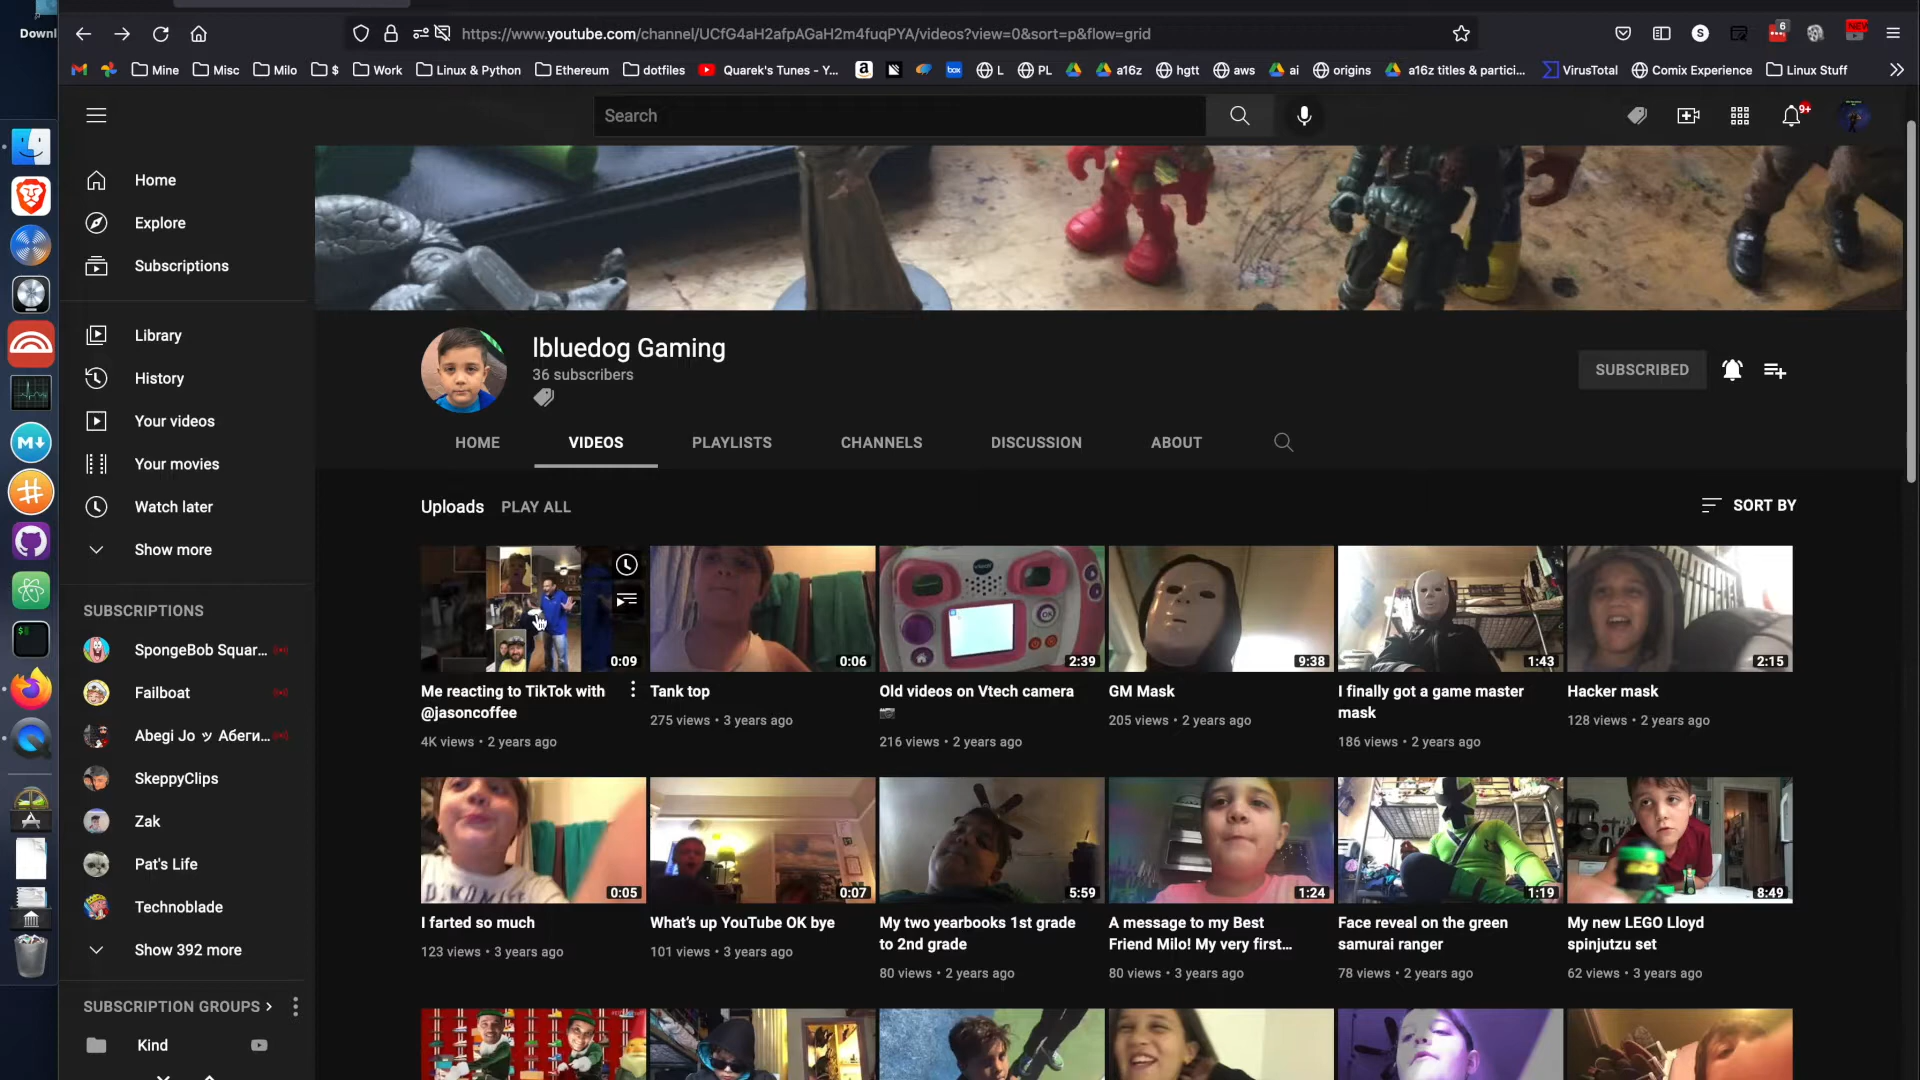 Downl
https://www.youtube.com/channel/UCfG4aH2afpAGaH2m4fuqPYA/videos?view=0&sort=p&flow=grid
S
6
NEW
Mine
Misc
Milo
$
Work
Linux & Python
Ethereum
dotfiles
Quarek's Tunes - Y...
a
box
L
PL
a16z
hgtt
aws
ai
origins
a16z titles & partici...
VirusTotal
Comix Experience
Linux Stuff
Search
9+
Home
Explore
Subscriptions
Library
History
Your videos
Your movies
Watch later
Show more
SUBSCRIPTIONS
SpongeBob Squar...
Failboat
Abegi Jo ッ Абеги...
SkeppyClips
Zak
Pat's Life
Technoblade
Show 392 more
SUBSCRIPTION GROUPS
Kind
lbluedog Gaming
36 subscribers
SUBSCRIBED
HOME
VIDEOS
PLAYLISTS
CHANNELS
DISCUSSION
ABOUT
Uploads
PLAY ALL
SORT BY
0:09
Me reacting to TikTok with
@jasoncoffee
4K views • 2 years ago
0:06
Tank top
275 views • 3 years ago
vtech
OK
2:39
Old videos on Vtech camera
216 views • 2 years ago
9:38
GM Mask
205 views • 2 years ago
1:43
I finally got a game master
mask
186 views • 2 years ago
2:15
Hacker mask
128 views • 2 years ago
0:05
I farted so much
123 views • 3 years ago
0:07
What's up YouTube OK bye
101 views • 3 years ago
5:59
My two yearbooks 1st grade
to 2nd grade
80 views • 2 years ago
1:24
A message to my Best
Friend Milo! My very first...
80 views • 3 years ago
1:19
Face reveal on the green
samurai ranger
78 views • 2 years ago
8:49
My new LEGO Lloyd
spinjutzu set
62 views • 3 years ago
M